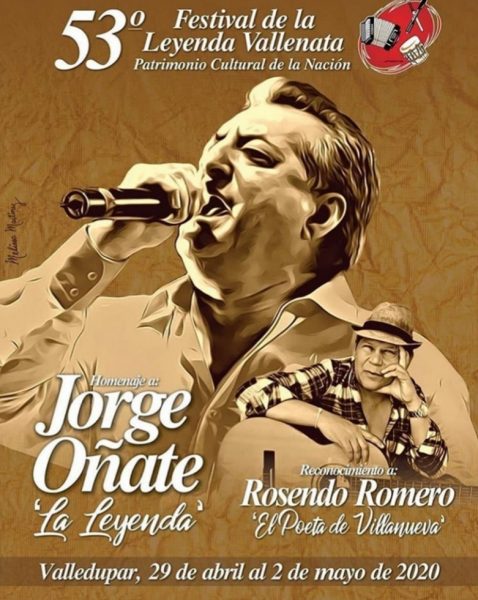 53º
Festival de la
Leyenda Vallenata
Patrimonio Cultural de la Nación
Homenaje a:
Jorge
Oñate
'La Leyenda'
Reconocimiento a:
Rosendo Romero
'El Poeta de Villanueva'
Valledupar, 29 de abril al 2 de mayo de 2020